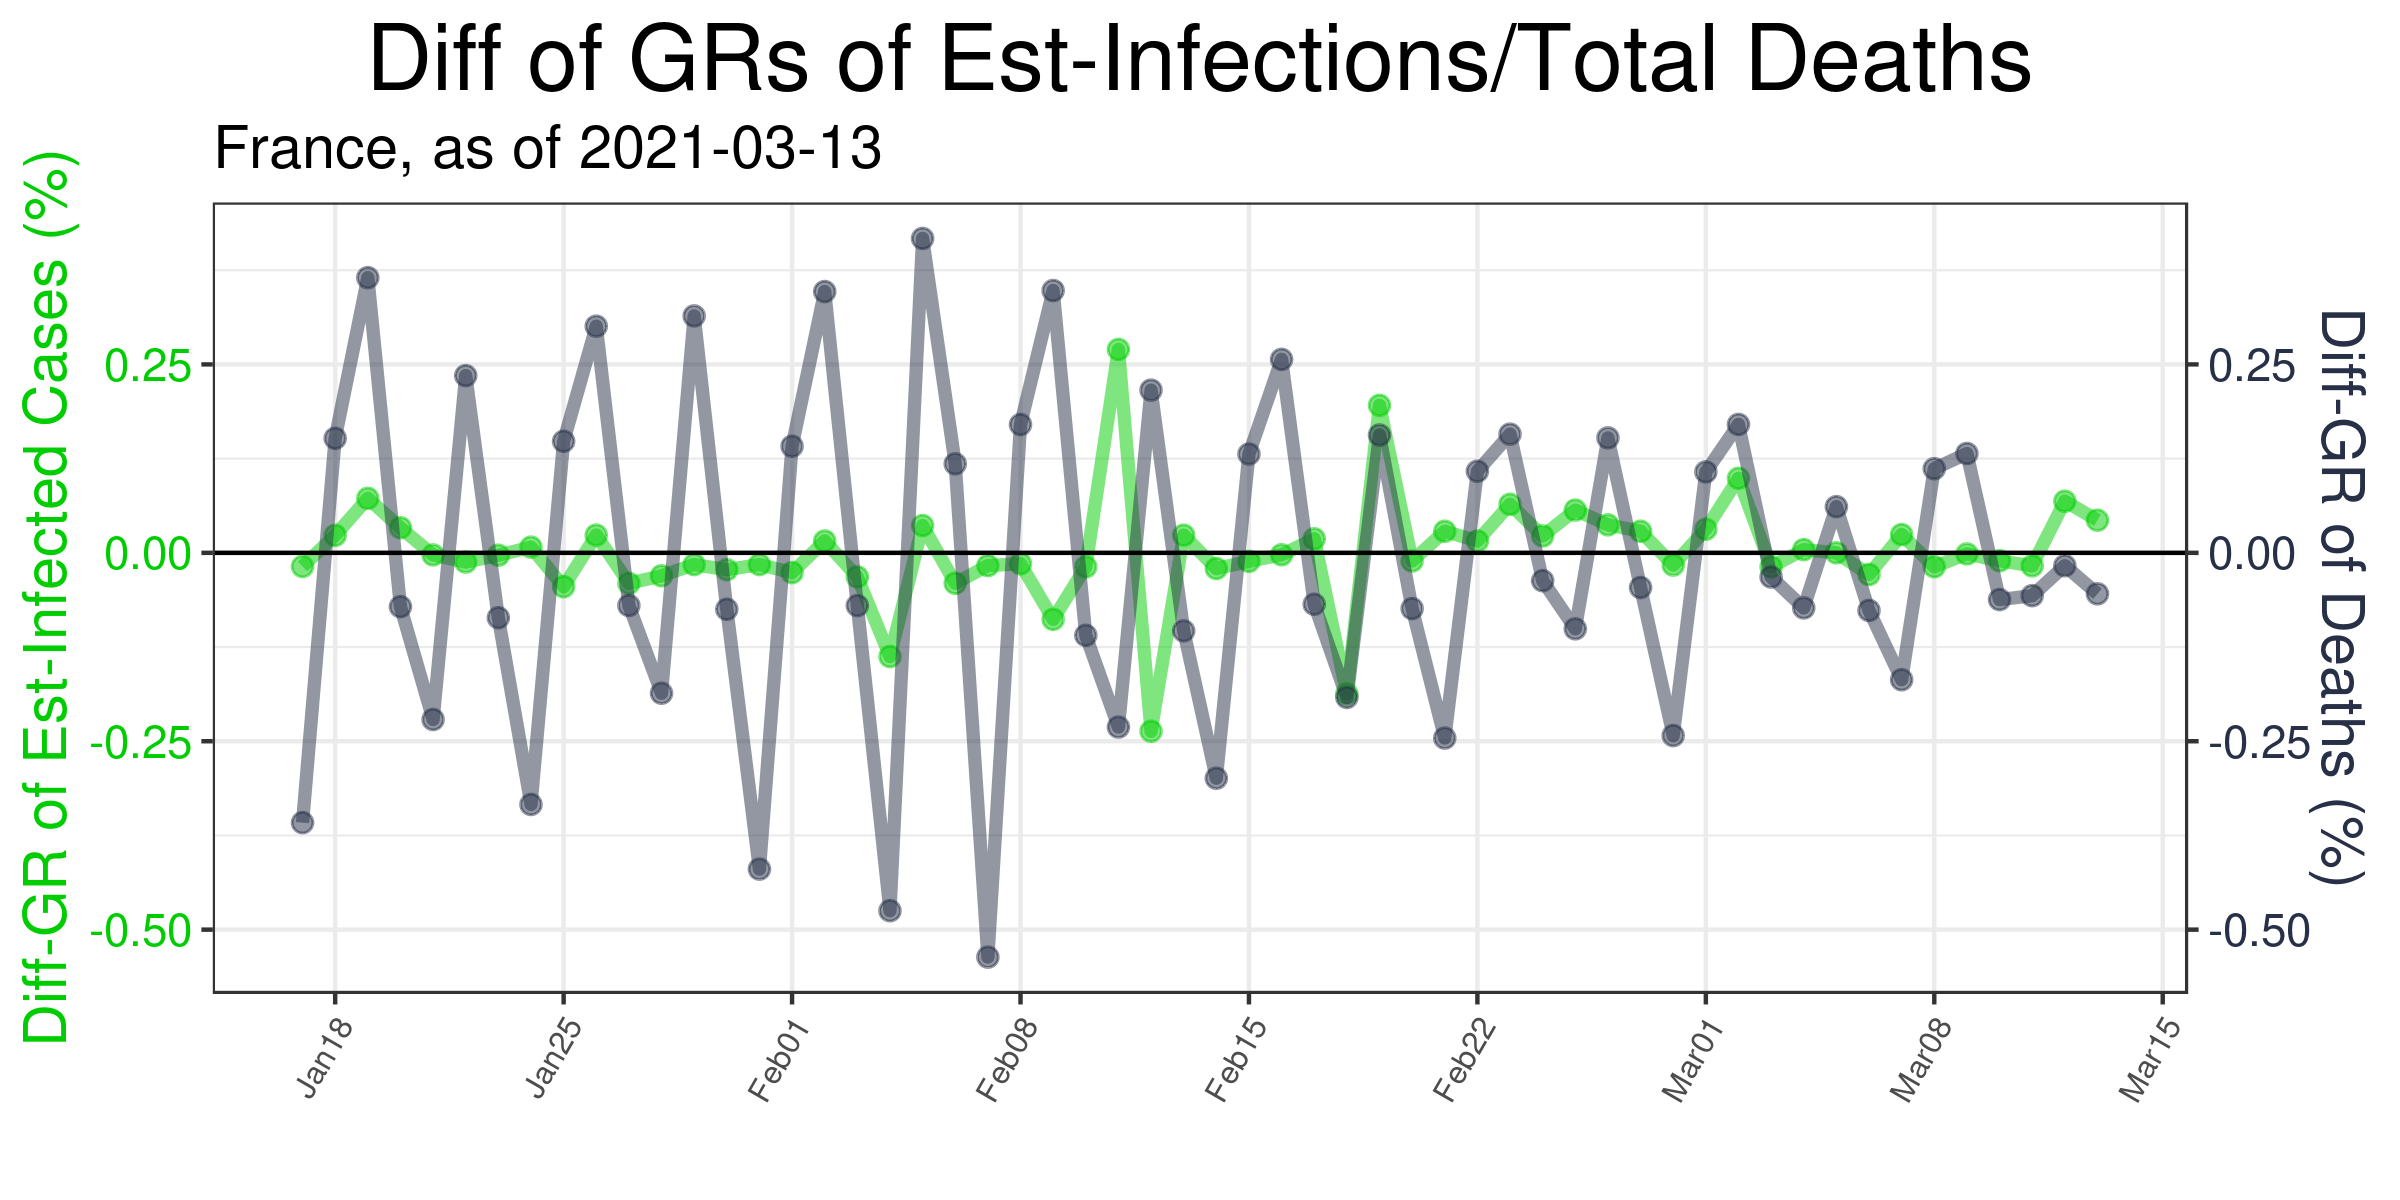 Diff of GRs of Est-Infections/Total Deaths
France, as of 2021-03-13
Diff-GR of Est-Infected Cases (%)
0.25
0.00
-0.25
-0.50
0.25
0.00
-0.25
-0.50
Diff-GR of Deaths (%)
Jan18
Jan25
Feb01
Feb08
Feb15
Feb22
Mar01
Mar08
Mar15